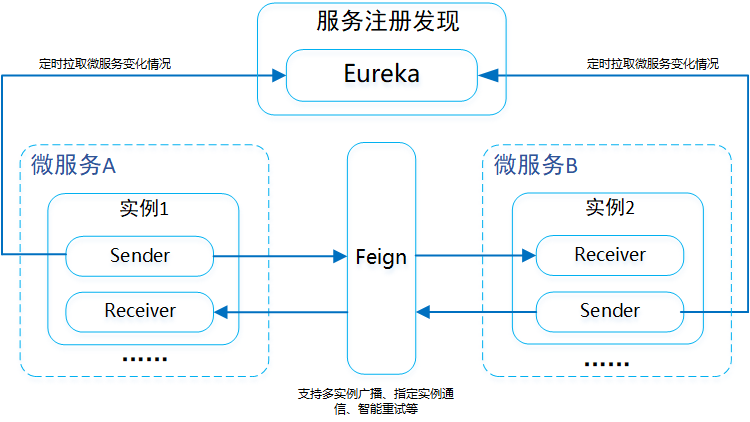 服务注册发现
Eureka
定时拉取微服务变化情况
定时拉取微服务变化情况
微服务A
实例1
Sender
Receiver
......
Feign
支持多实例广播、指定实例通
信、智能重试等
微服务B
实例2
Receiver
Sender
......